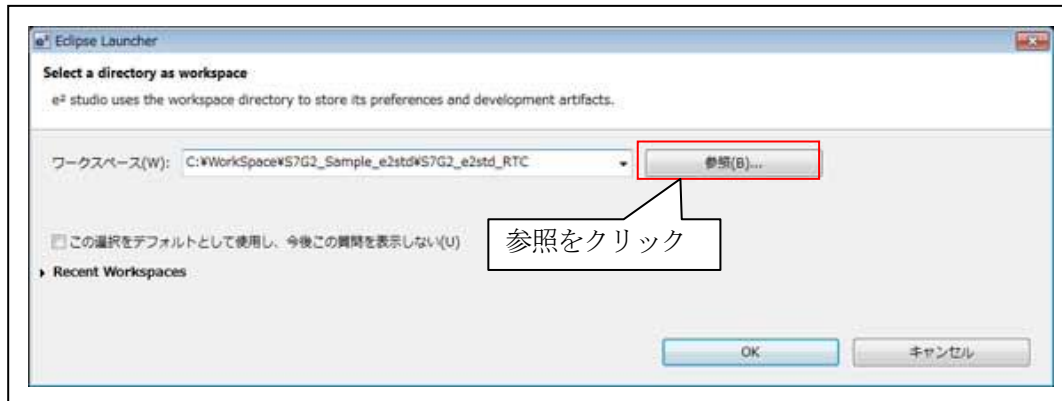 e² Eclipse Launcher
Select a directory as workspace
e² studio uses the workspace directory to store its preferences and development artifacts.
ワークスペース(W): C:¥WorkSpace¥S7G2_Sample_e2std¥S7G2_e2std_RTC 参照(B)...
参照をクリック
この選択をデフォルトとして使用し、今後この質問を表示しない(U)
Recent Workspaces
OK キャンセル